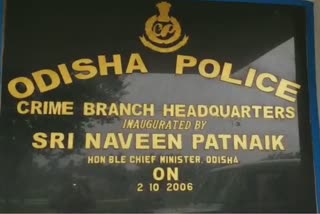 ODISHA POLICE
CRIME BRANCH HEADQUARTERS
INAUGURATED BY
SRI NAVEEN PATNAIK
HON BLE CHIEF MINISTER, ODISHA
ON
2 10 2006